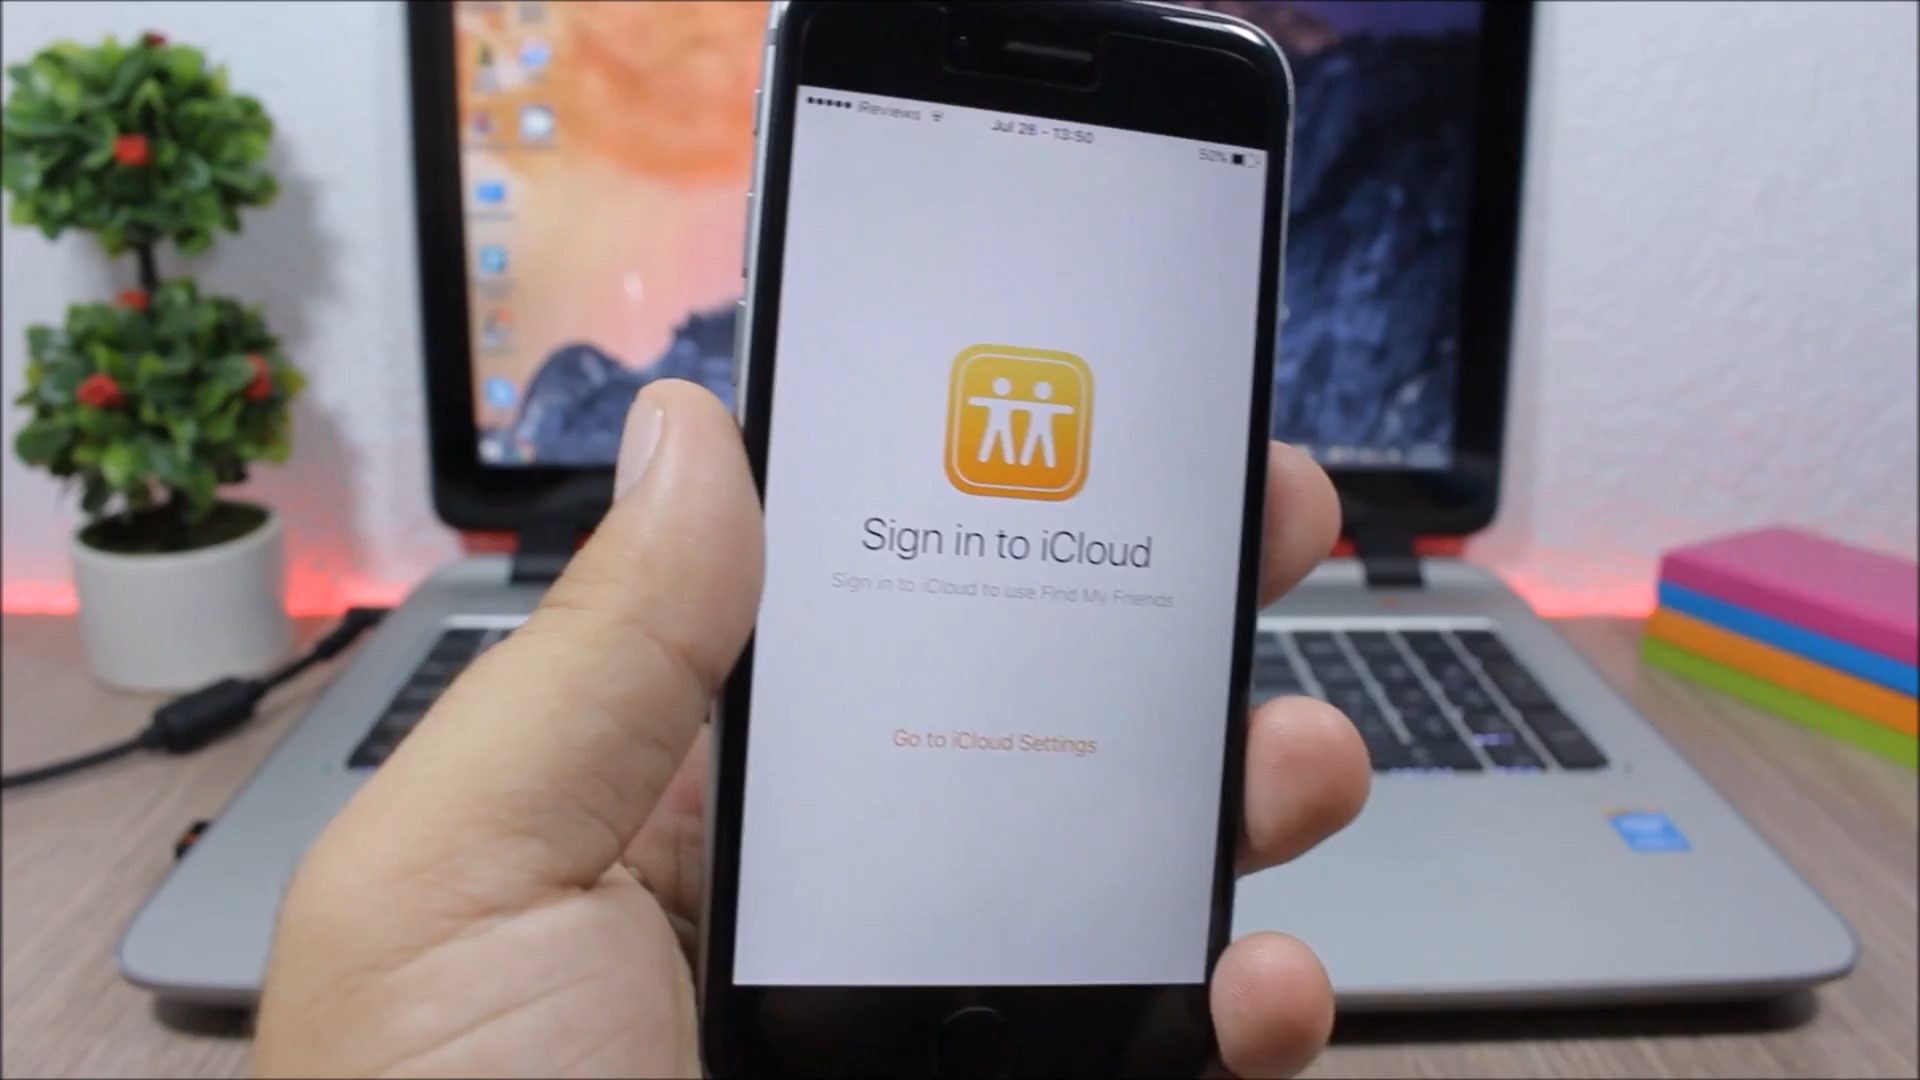 Reviews
Jul 26 - 13:50
50%
Sign in to iCloud
Sign in to iCloud to use Find My Friends
Go to iCloud Settings